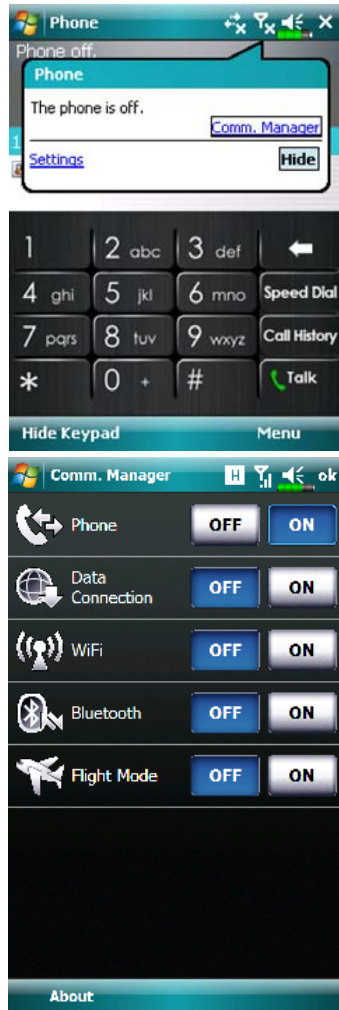 Phone
Phone off.
Phone
The phone is off.
Comm. Manager
1
Settings
Hide
1 2 abc 3 def
4 ghi 5 jkl 6 mno Speed Dial
7 pqrs 8 tuv 9 wxyz Call History
* 0 + # Talk
Hide Keypad Menu
Comm. Manager H ok
Phone OFF ON
Data
Connection OFF ON
WiFi OFF ON
Bluetooth OFF ON
Flight Mode OFF ON
About